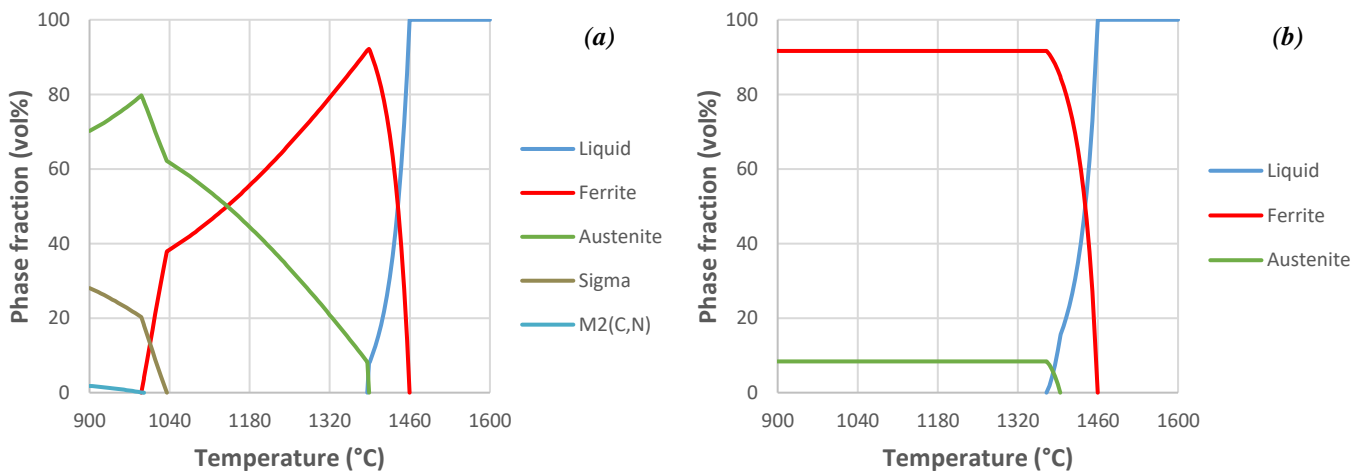 (a)
Phase fraction (vol%)
100
80
60
40
20
0
900 1040 1180 1320 1460 1600
Temperature (°C)
Liquid
Ferrite
Austenite
Sigma
M2(C,N)
(b)
Phase fraction (vol%)
100
80
60
40
20
0
900 1040 1180 1320 1460 1600
Temperature (°C)
Liquid
Ferrite
Austenite